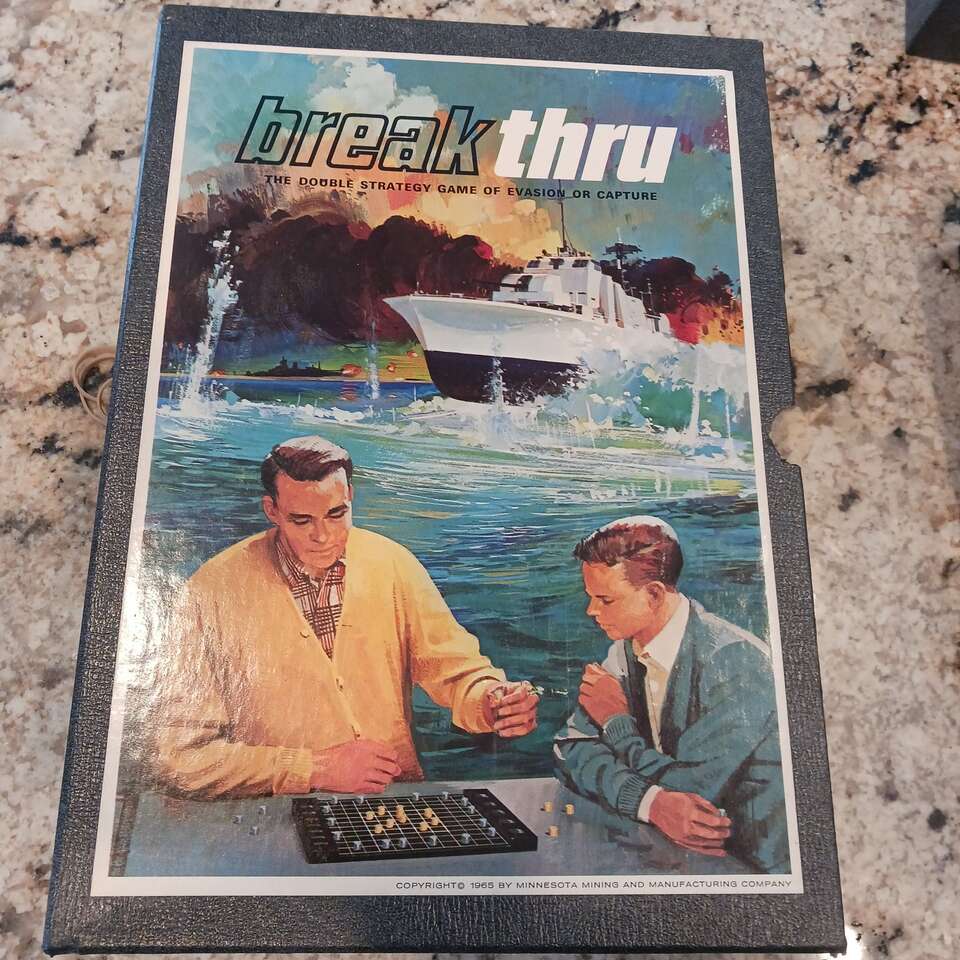 break thru
THE DOUBLE STRATEGY GAME OF EVASION OR CAPTURE
COPYRIGHT© 1965 BY MINNESOTA MINING AND MANUFACTURING COMPANY